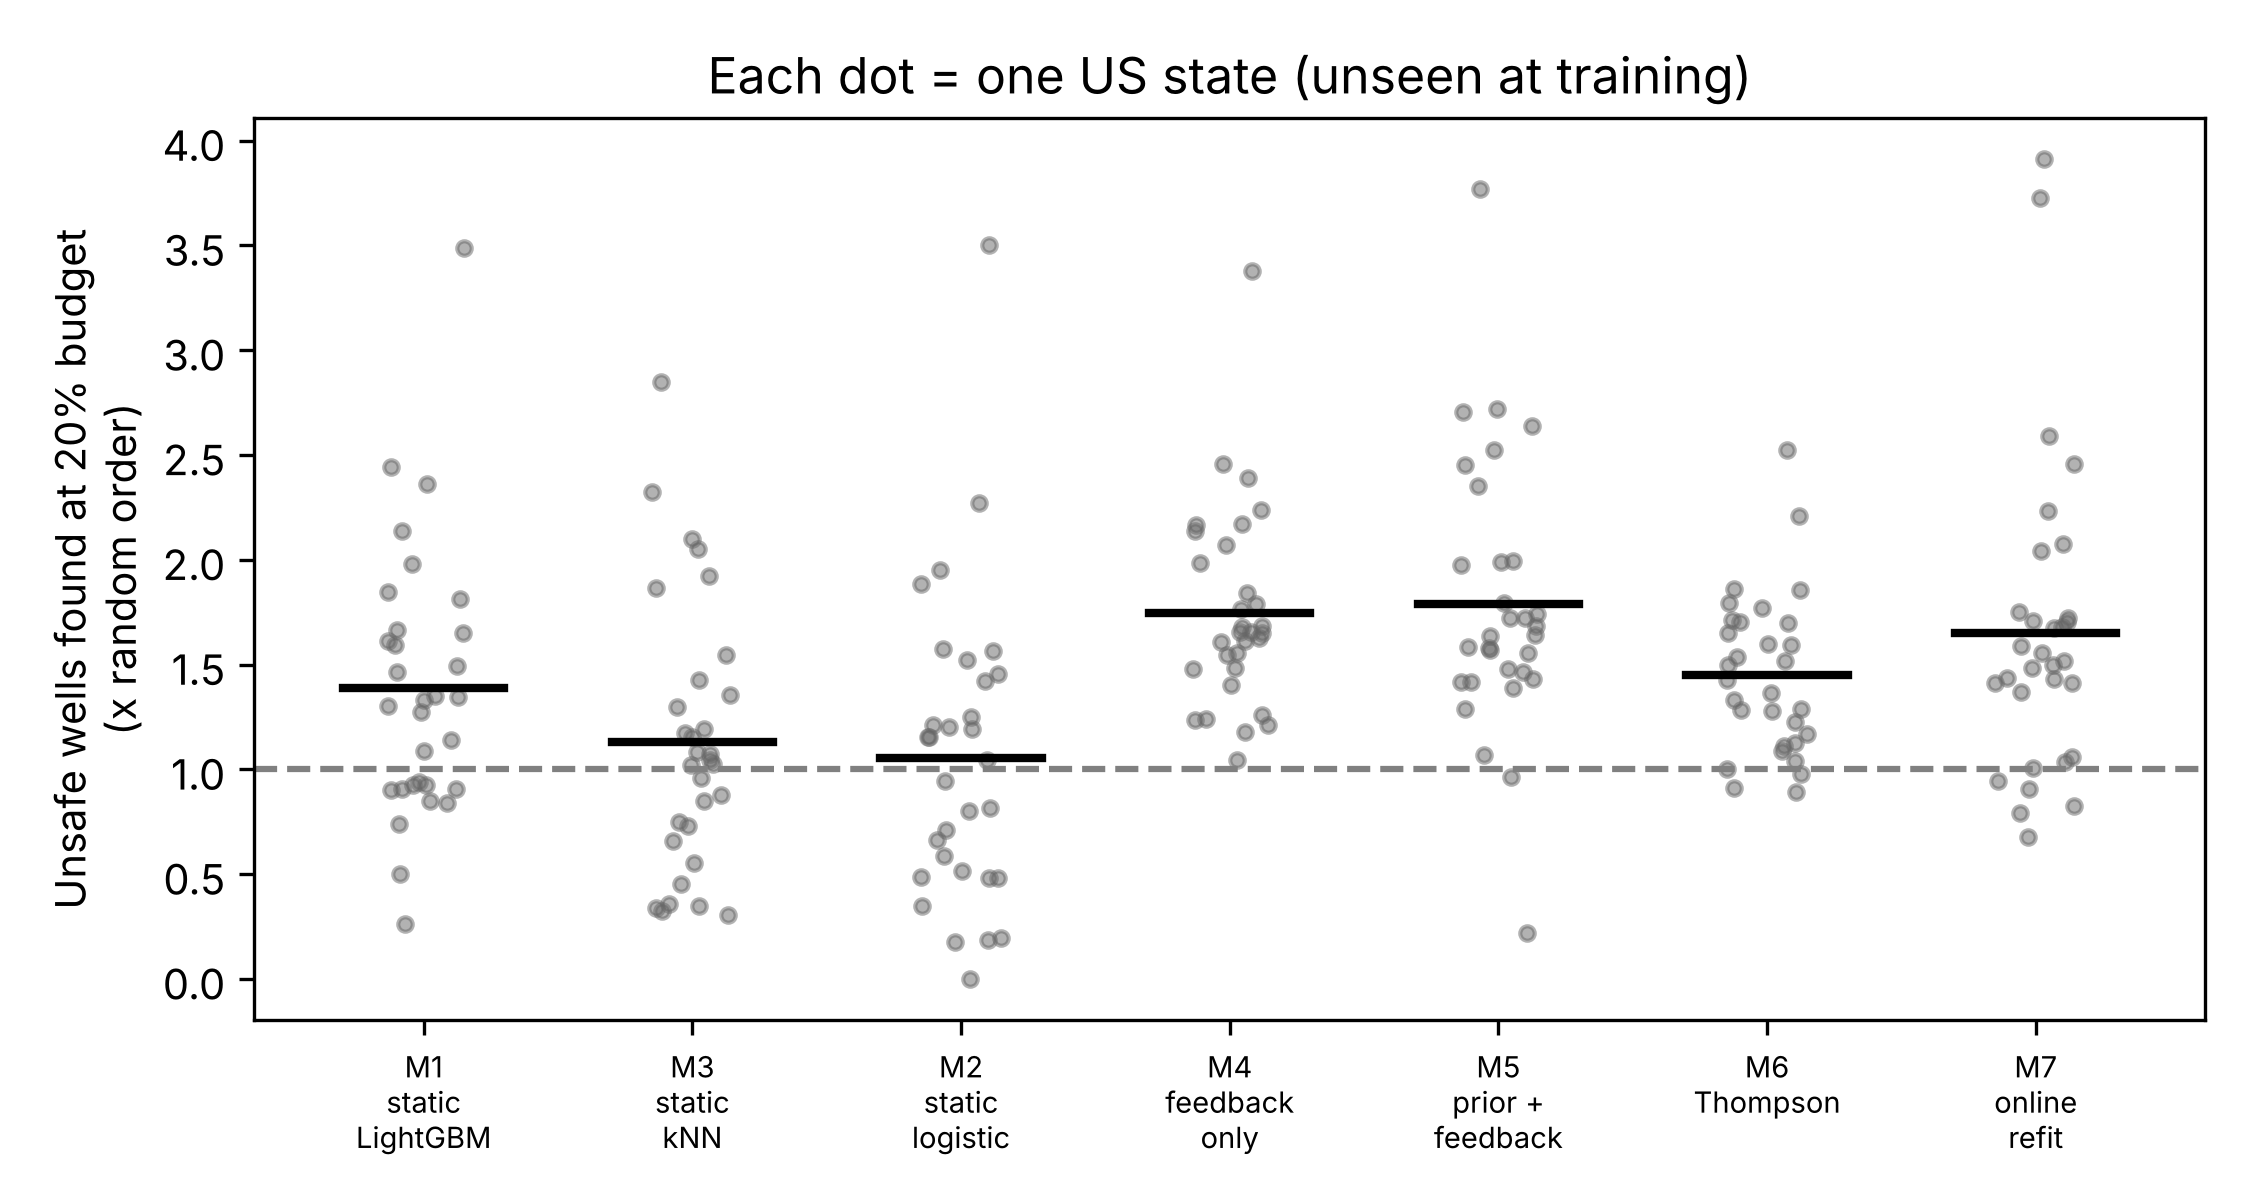 Each dot = one US state (unseen at training)
Unsafe wells found at 20% budget
(x random order)
4.0
3.5
3.0
2.5
2.0
1.5
1.0
0.5
0.0
M1
static
LightGBM
M3
static
kNN
M2
static
logistic
M4
feedback
only
M5
prior +
feedback
M6
Thompson
M7
online
refit